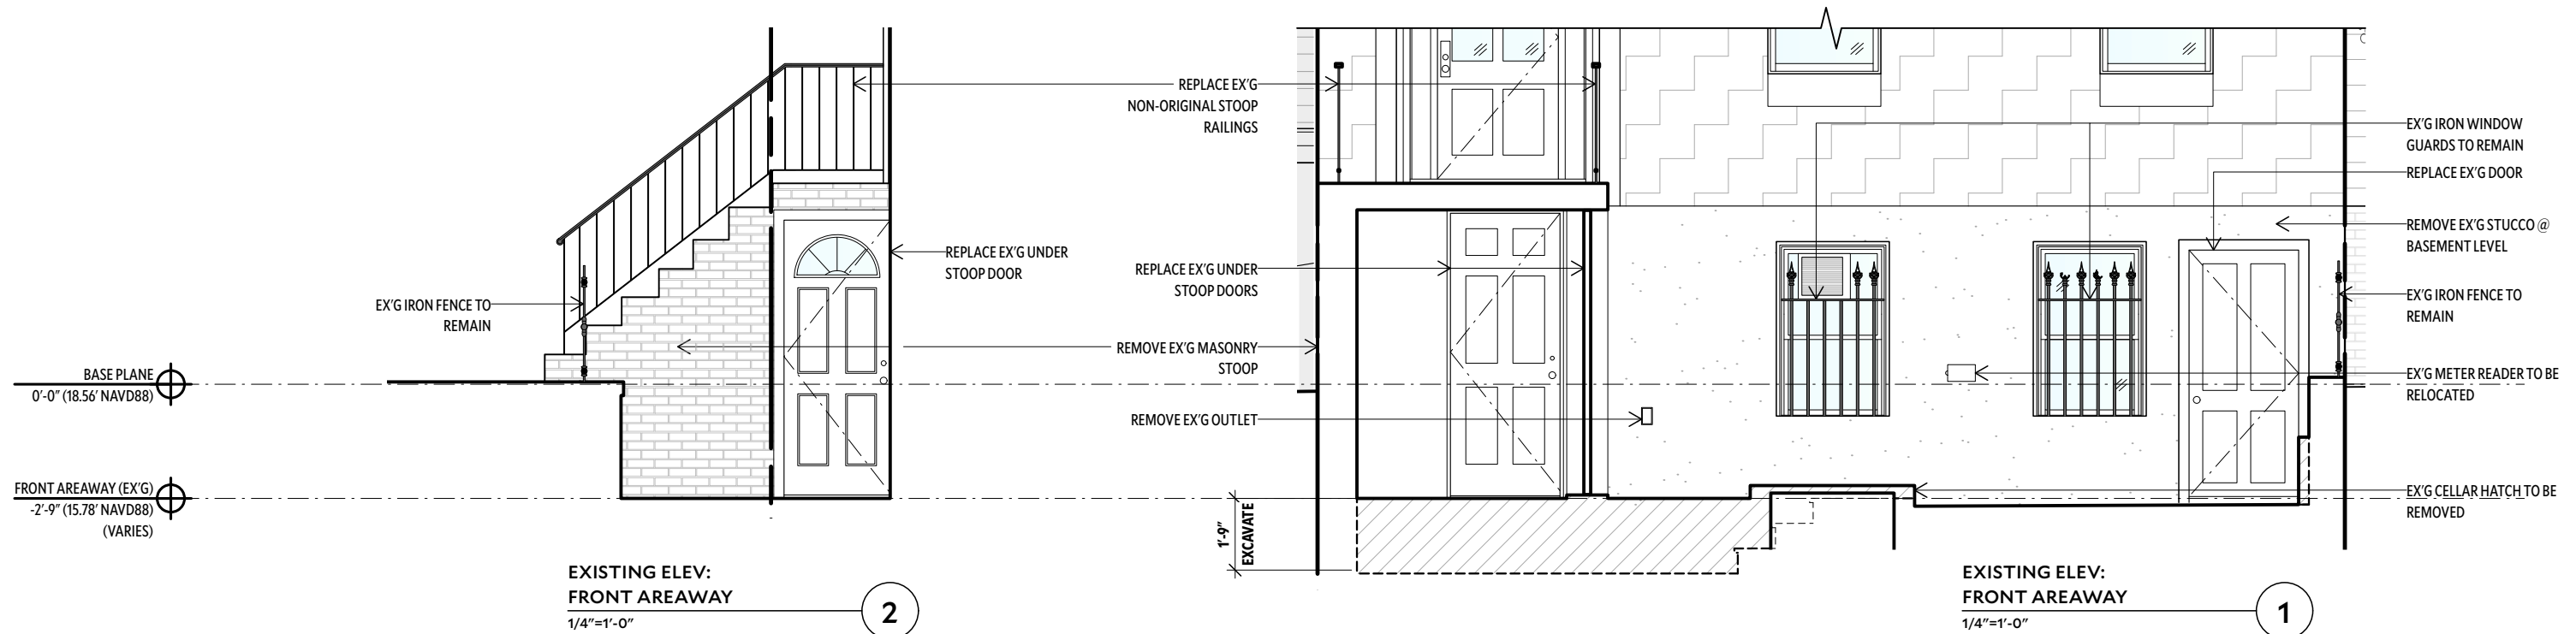 BASE PLANE
0'-0" (18.56' NAVD88)
FRONT AREAWAY (EX'G)
-2'-9" (15.78' NAVD88)
(VARIES)
EX'G IRON FENCE TO
REMAIN
REPLACE EX'G UNDER
STOOP DOOR
EXISTING ELEV:
FRONT AREAWAY
1/4"=1'-0"
2
REPLACE EX'G
NON-ORIGINAL STOOP
RAILINGS
REPLACE EX'G UNDER
STOOP DOORS
REMOVE EX'G MASONRY
STOOP
REMOVE EX'G OUTLET
1'-9"
EXCAVATE
EX'G IRON WINDOW
GUARDS TO REMAIN
REPLACE EX'G DOOR
REMOVE EX'G STUCCO @
BASEMENT LEVEL
EX'G IRON FENCE TO
REMAIN
EX'G METER READER TO BE
RELOCATED
EX'G CELLAR HATCH TO BE
REMOVED
EXISTING ELEV:
FRONT AREAWAY
1/4"=1'-0"
1